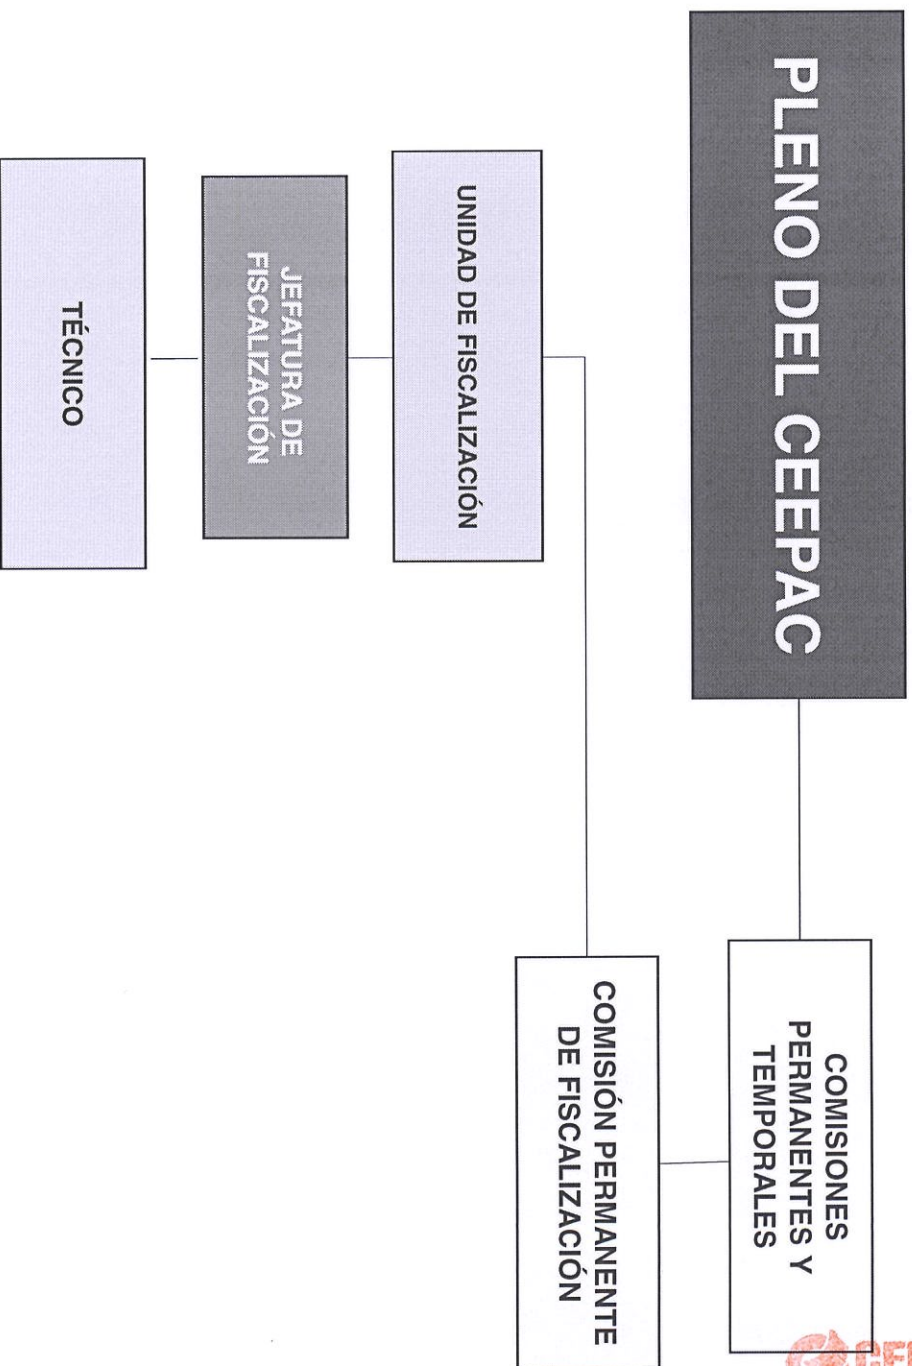 PLENO DEL CEEPAC
COMISIONES
PERMANENTES Y
TEMPORALES
COMISIÓN PERMANENTE
DE FISCALIZACIÓN
UNIDAD DE FISCALIZACIÓN
JEFATURA DE
FISCALIZACIÓN
TÉCNICO